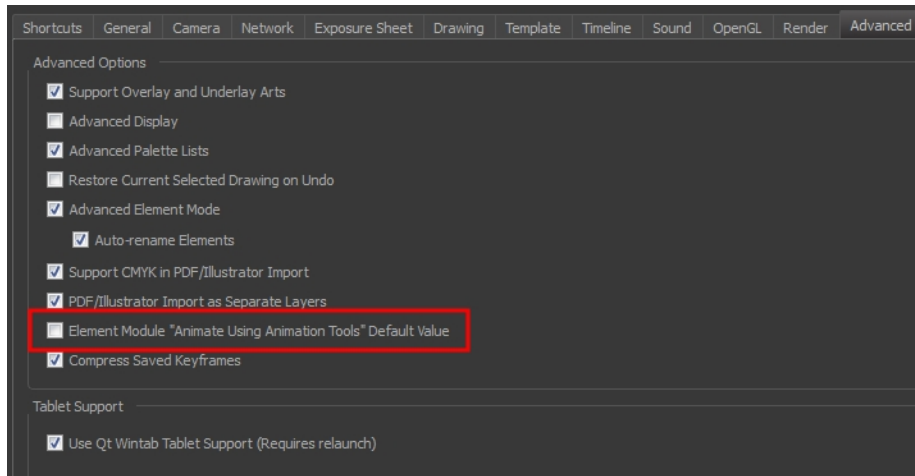 Shortcuts General Camera Network Exposure Sheet Drawing Template Timeline Sound OpenGL Render Advanced
Advanced Options
Support Overlay and Underlay Arts
Advanced Display
Advanced Palette Lists
Restore Current Selected Drawing on Undo
Advanced Element Mode
Auto-rename Elements
Support CMYK in PDF/Illustrator Import
PDF/Illustrator Import as Separate Layers
Element Module "Animate Using Animation Tools" Default Value
Compress Saved Keyframes
Tablet Support
Use Qt Wintab Tablet Support (Requires relaunch)